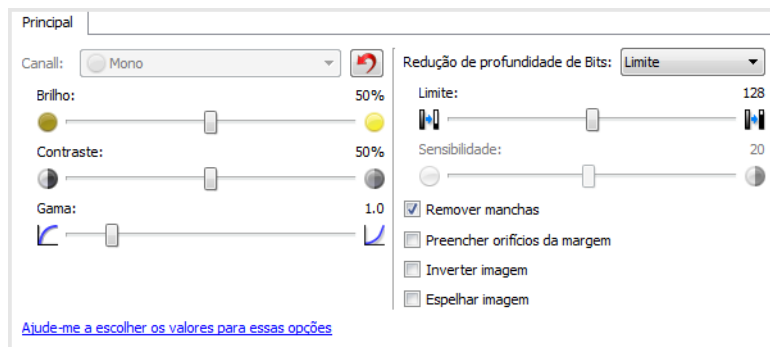 Principal
Canall: Mono
Brilho: 50%
Contraste: 50%
Gama: 1.0
Redução de profundidade de Bits: Limite
Limite: 128
Sensibilidade: 20
Remover manchas
Preencher orifícios da margem
Inverter imagem
Espelhar imagem
Ajude-me a escolher os valores para essas opções